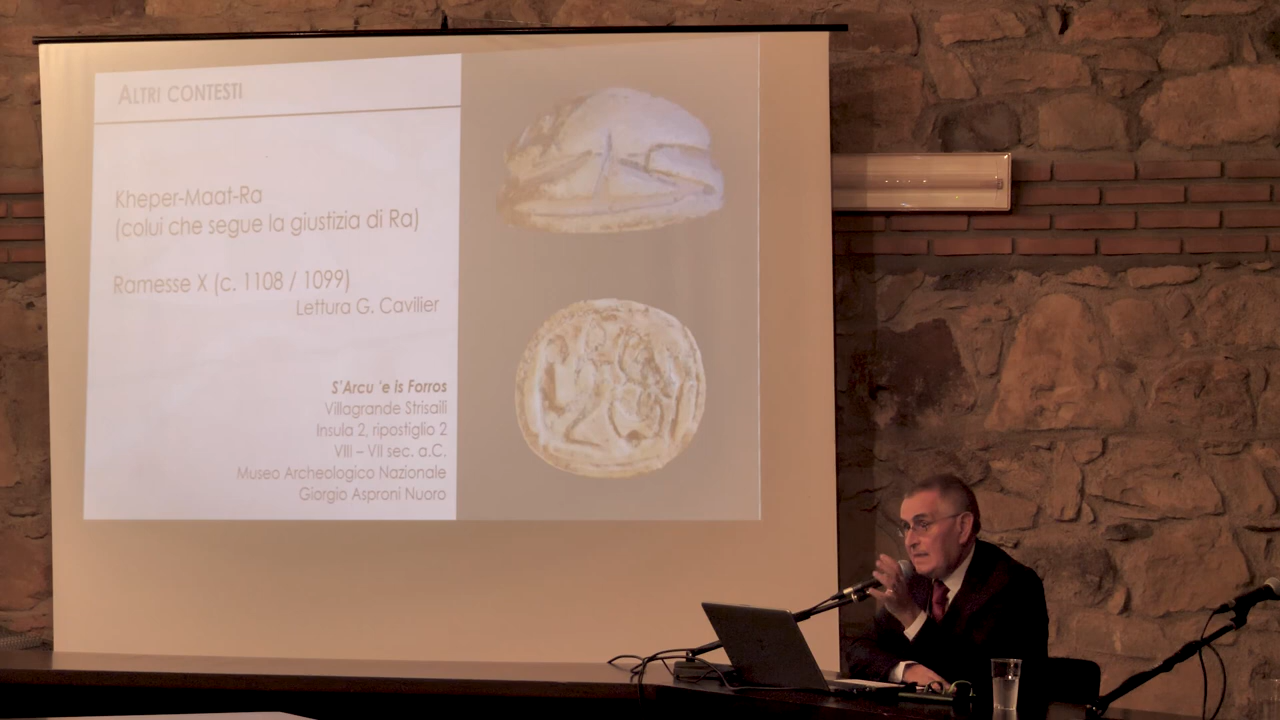 ALTRI CONTESTI
Kheper-Maat-Ra
(colui che segue la giustizia di Ra)
Ramesse X (c. 1108 / 1099)
Lettura G. Cavilier
S'Arcu 'e is Forros
Villagrande Strisaili
Insula 2, ripostiglio 2
VIII – VII sec. a.C.
Museo Archeologico Nazionale
Giorgio Asproni Nuoro